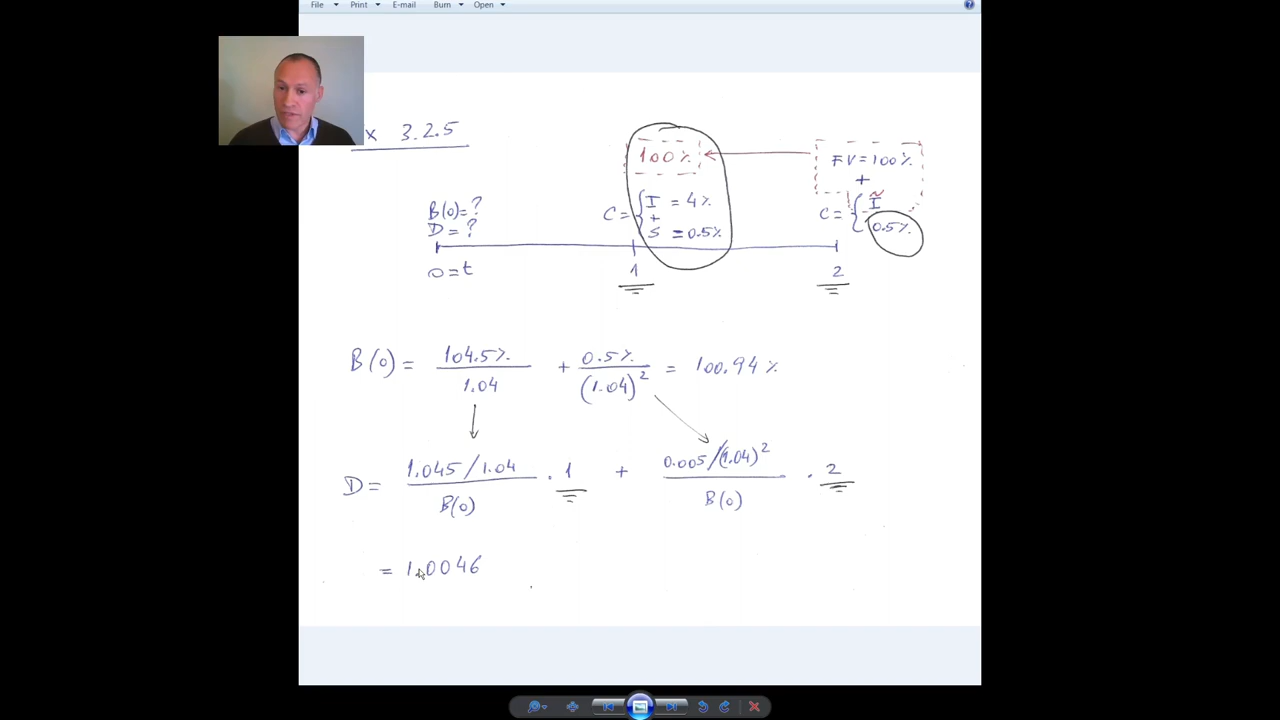 File Print E-mail Burn Open
x 3.2.5
100% FV = 100%
+
B(0)=? C = { I = 4% C = { Ĩ
D = ? + S = 0.5% 0.5%
0 = t 1 2
B(0) = 104.5% / 1.04 + 0.5% / (1.04)² = 100.94%
D = 1.045/1.04 / B(0) · 1 + 0.005/(1.04)² / B(0) · 2
= 1.0046